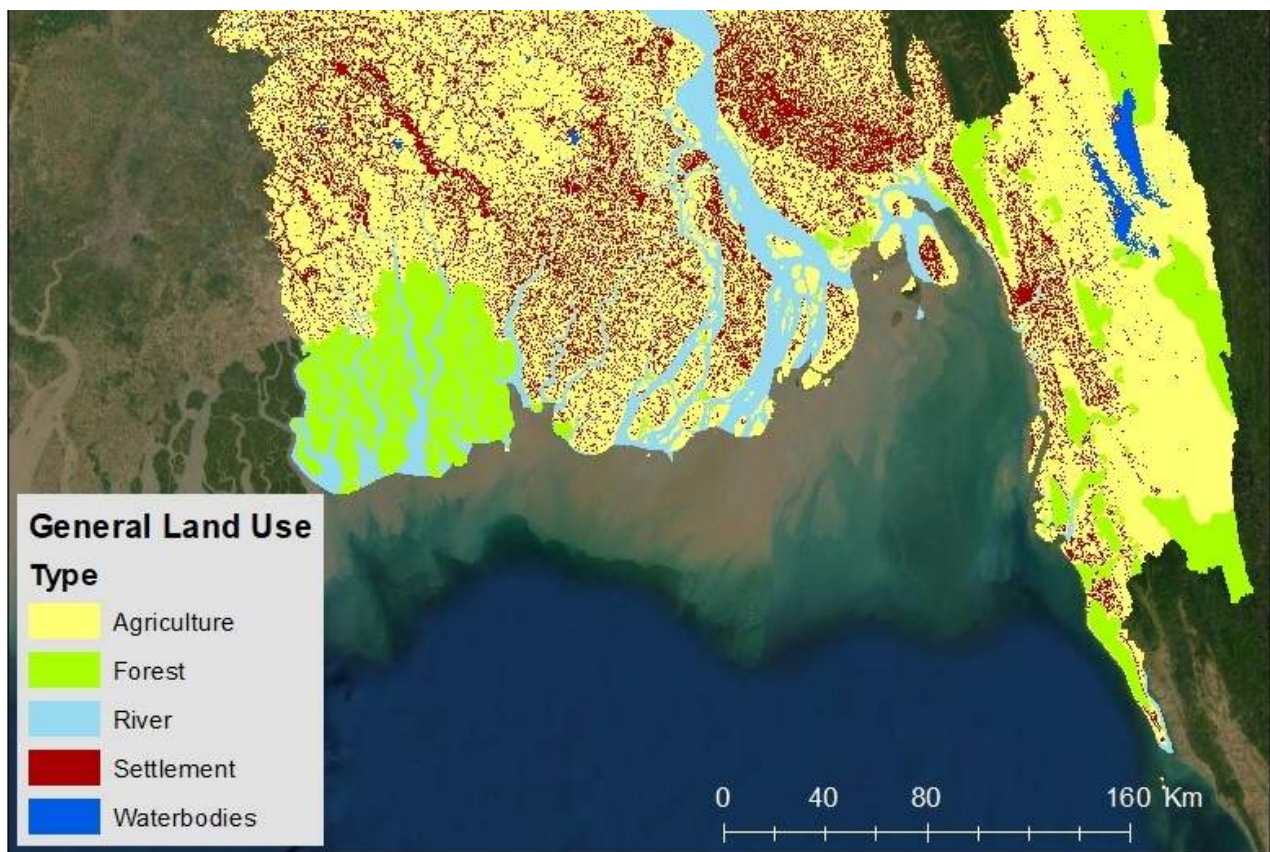 General Land Use
Type
Agriculture
Forest
River
Settlement
Waterbodies
0 40 80 160 Km